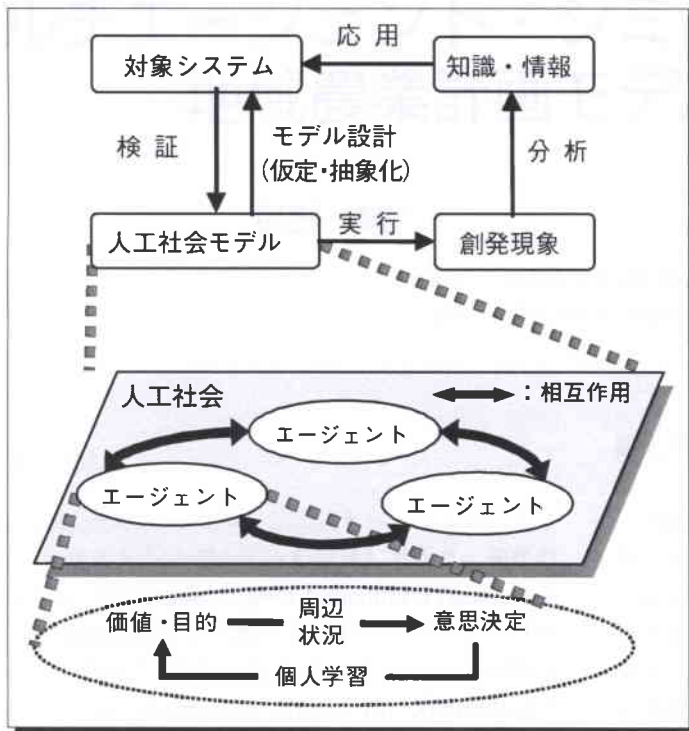 応用
対象システム
知識・情報
検証
モデル設計
(仮定・抽象化)
分析
人工社会モデル
実行
創発現象
人工社会
：相互作用
エージェント
エージェント
エージェント
価値・目的
周辺
状況
意思決定
個人学習